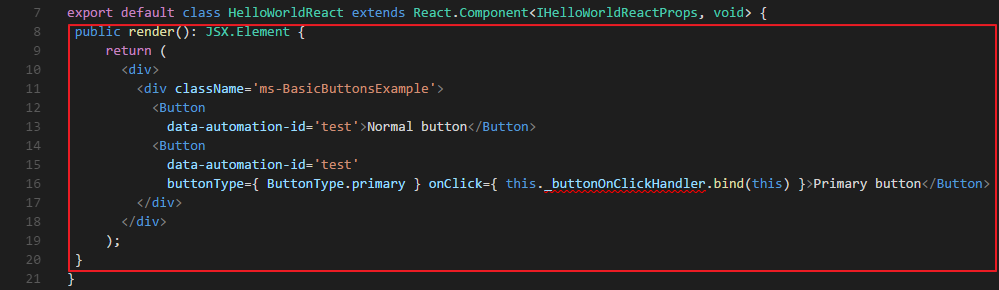 7 export default class HelloWorldReact extends React.Component<IHelloWorldReactProps, void> {
8 public render(): JSX.Element {
9 return (
10 <div>
11 <div className='ms-BasicButtonsExample'>
12 <Button
13 data-automation-id='test'>Normal button</Button>
14 <Button
15 data-automation-id='test'
16 buttonType={ ButtonType.primary } onClick={ this._buttonOnClickHandler.bind(this) }>Primary button</Button>
17 </div>
18 </div>
19 );
20 }
21 }